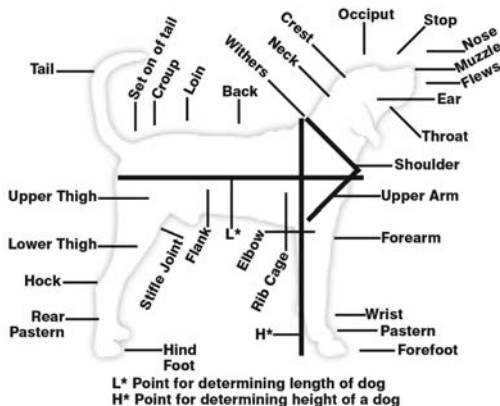 Occiput
Stop
Crest
Nose
Muzzle
Flews
Withers
Neck
Tail
Set on of tail
Croup
Loin
Back
Ear
Throat
Shoulder
Upper Thigh
Upper Arm
Lower Thigh
Stifle Joint
Flank
L*
Elbow
Rib Cage
Forearm
Hock
Rear
Pastern
Wrist
Pastern
H*
Hind
Foot
Forefoot
L* Point for determining length of dog
H* Point for determining height of a dog